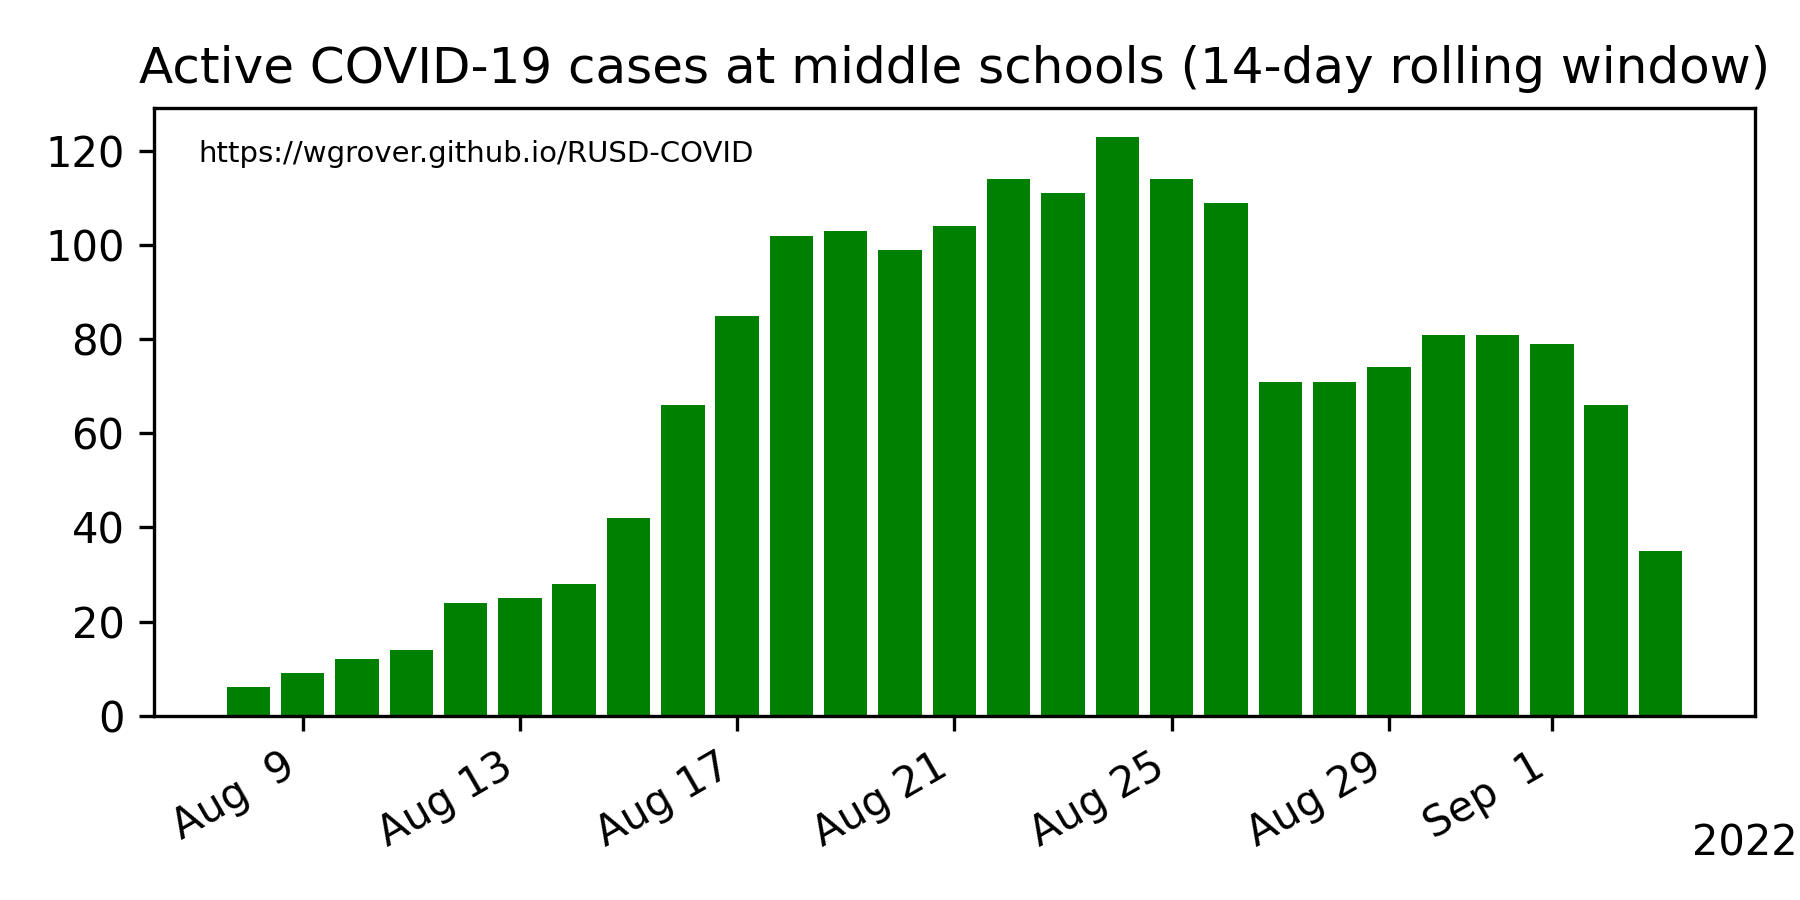 Active COVID-19 cases at middle schools (14-day rolling window)
https://wgrover.github.io/RUSD-COVID
120
100
80
60
40
20
0
Aug 9
Aug 13
Aug 17
Aug 21
Aug 25
Aug 29
Sep 1
2022